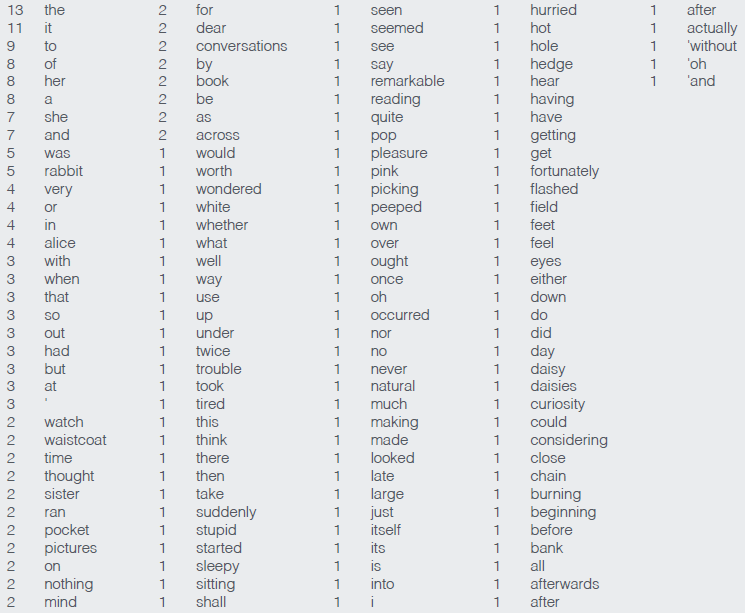 13 the
11 it
9 to
8 of
8 her
8 a
7 she
7 and
5 was
5 rabbit
4 very
4 or
4 in
4 alice
3 with
3 when
3 that
3 so
3 out
3 had
3 but
3 at
3 '
2 watch
2 waistcoat
2 time
2 thought
2 sister
2 ran
2 pocket
2 pictures
2 on
2 nothing
2 mind
2 for
2 dear
2 conversations
2 by
2 book
2 be
2 as
2 across
1 would
1 worth
1 wondered
1 white
1 whether
1 what
1 well
1 way
1 use
1 up
1 under
1 twice
1 trouble
1 took
1 tired
1 this
1 think
1 there
1 then
1 take
1 suddenly
1 stupid
1 started
1 sleepy
1 sitting
1 shall
1 seen
1 seemed
1 see
1 say
1 remarkable
1 reading
1 quite
1 pop
1 pleasure
1 pink
1 picking
1 peeped
1 own
1 over
1 ought
1 once
1 oh
1 occurred
1 nor
1 no
1 never
1 natural
1 much
1 making
1 made
1 looked
1 late
1 large
1 just
1 itself
1 its
1 is
1 into
1 i
1 hurried
1 hot
1 hole
1 hedge
1 hear
1 having
1 have
1 getting
1 get
1 fortunately
1 flashed
1 field
1 feet
1 feel
1 eyes
1 either
1 down
1 do
1 did
1 day
1 daisy
1 daisies
1 curiosity
1 could
1 considering
1 close
1 chain
1 burning
1 beginning
1 before
1 bank
1 all
1 afterwards
1 after
1 after
1 actually
1 'without
1 'oh
1 'and